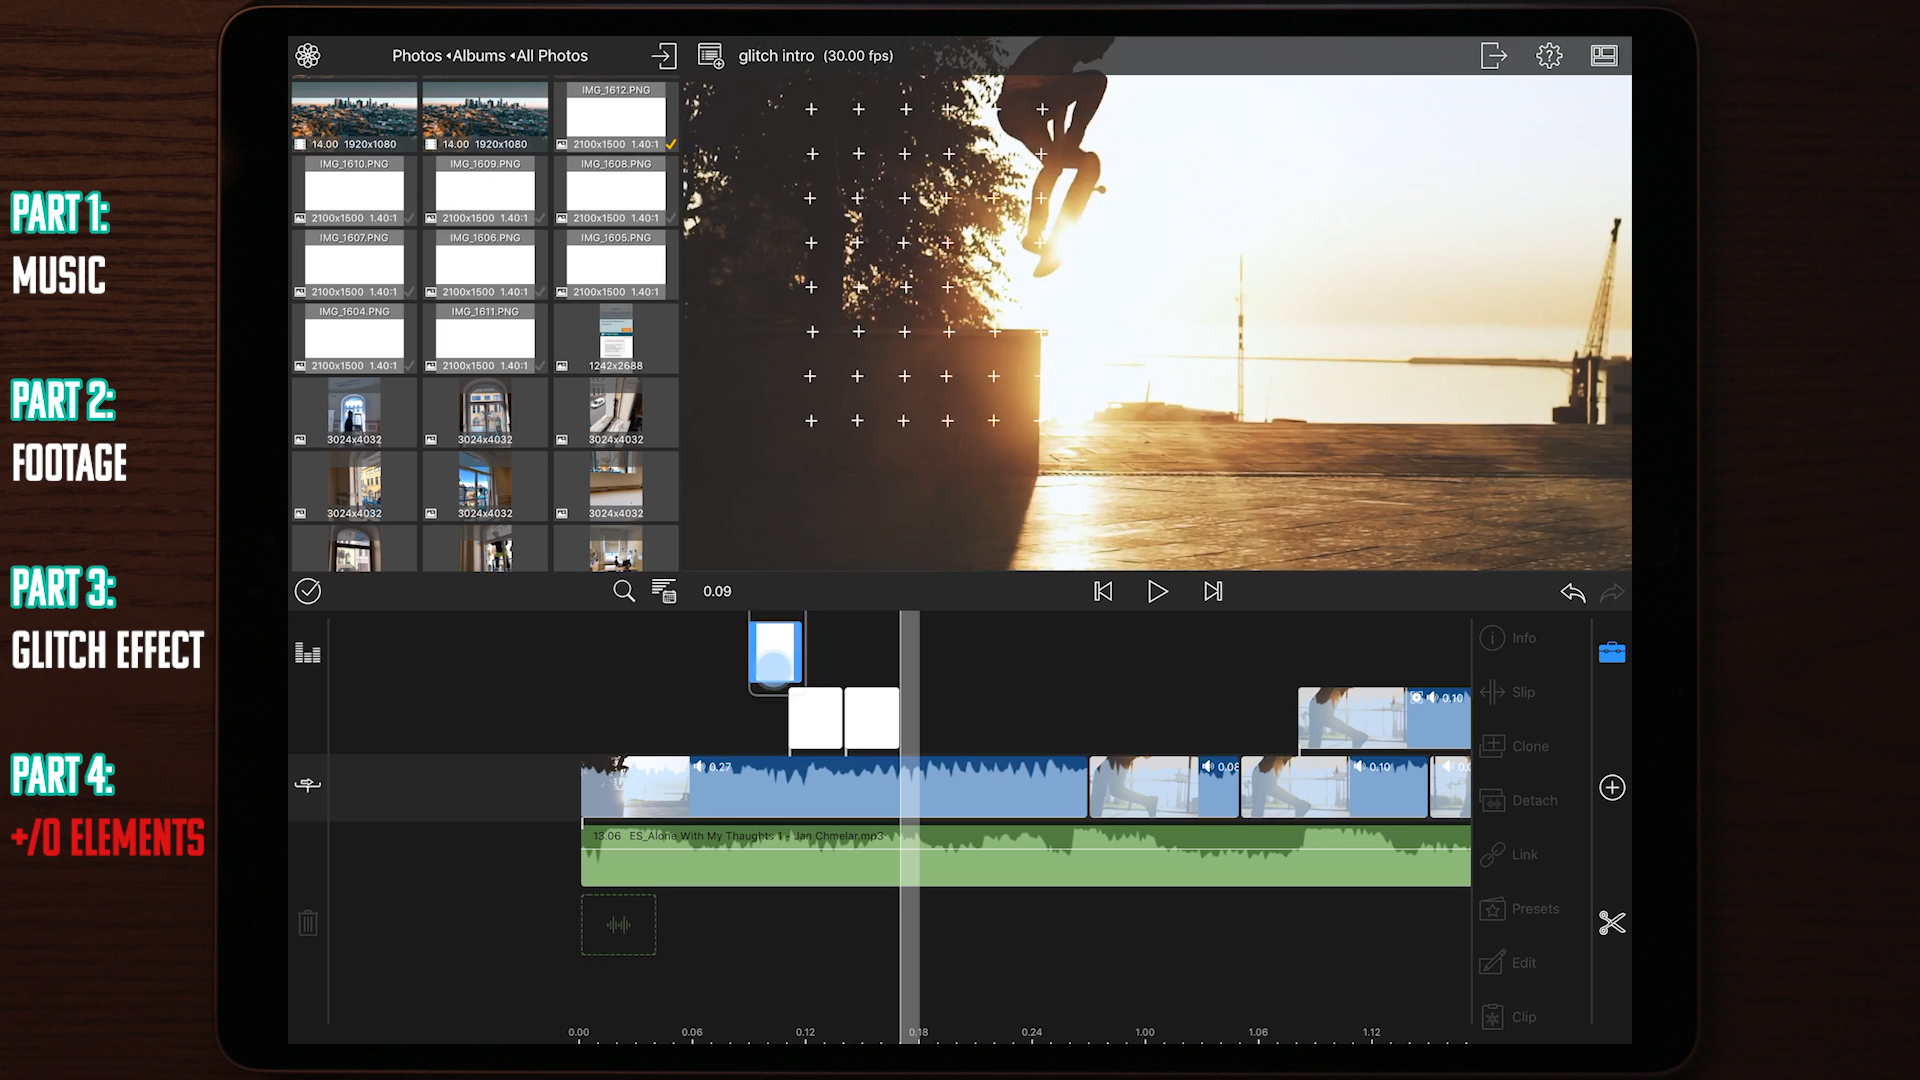 PART 1:
MUSIC
PART 2:
FOOTAGE
PART 3:
GLITCH EFFECT
PART 4:
+/0 ELEMENTS
Photos Albums All Photos
glitch intro (30.00 fps)
14.00 1920x1080
14.00 1920x1080
IMG_1612.PNG
2100x1500 1.40:1
IMG_1610.PNG
2100x1500 1.40:1
IMG_1609.PNG
2100x1500 1.40:1
IMG_1608.PNG
2100x1500 1.40:1
IMG_1607.PNG
2100x1500 1.40:1
IMG_1606.PNG
2100x1500 1.40:1
IMG_1605.PNG
2100x1500 1.40:1
IMG_1604.PNG
2100x1500 1.40:1
IMG_1611.PNG
2100x1500 1.40:1
1242x2688
3024x4032
3024x4032
3024x4032
3024x4032
3024x4032
3024x4032
0.09
0.10
0.27
0.08
0.10
13.06 ES_Alone With My Thaughts 1 - Jan Chmelar.mp3
Info
Slip
Clone
Detach
Link
Presets
Edit
Clip
0.00 0.06 0.12 0.18 0.24 1.00 1.06 1.12